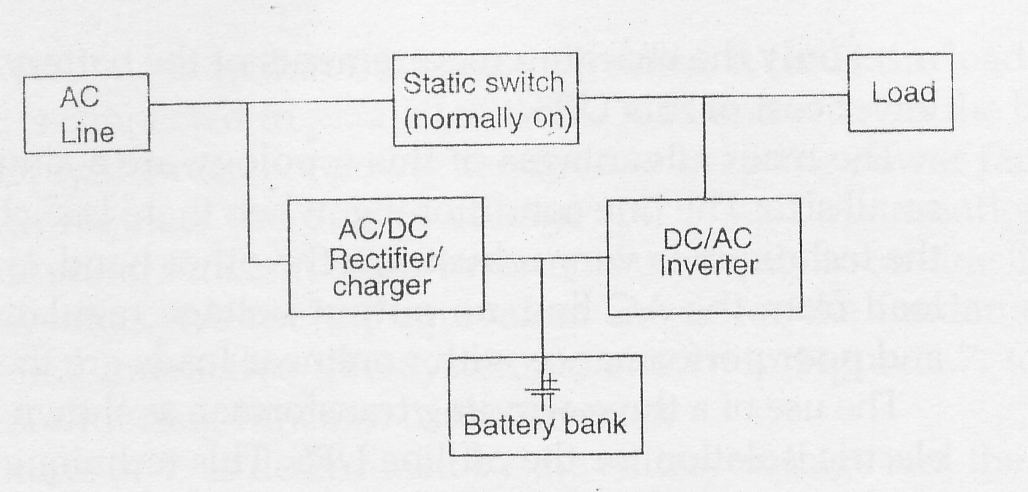 AC
Line
Static switch
(normally on)
Load
AC/DC
Rectifier/
charger
DC/AC
Inverter
+
Battery bank